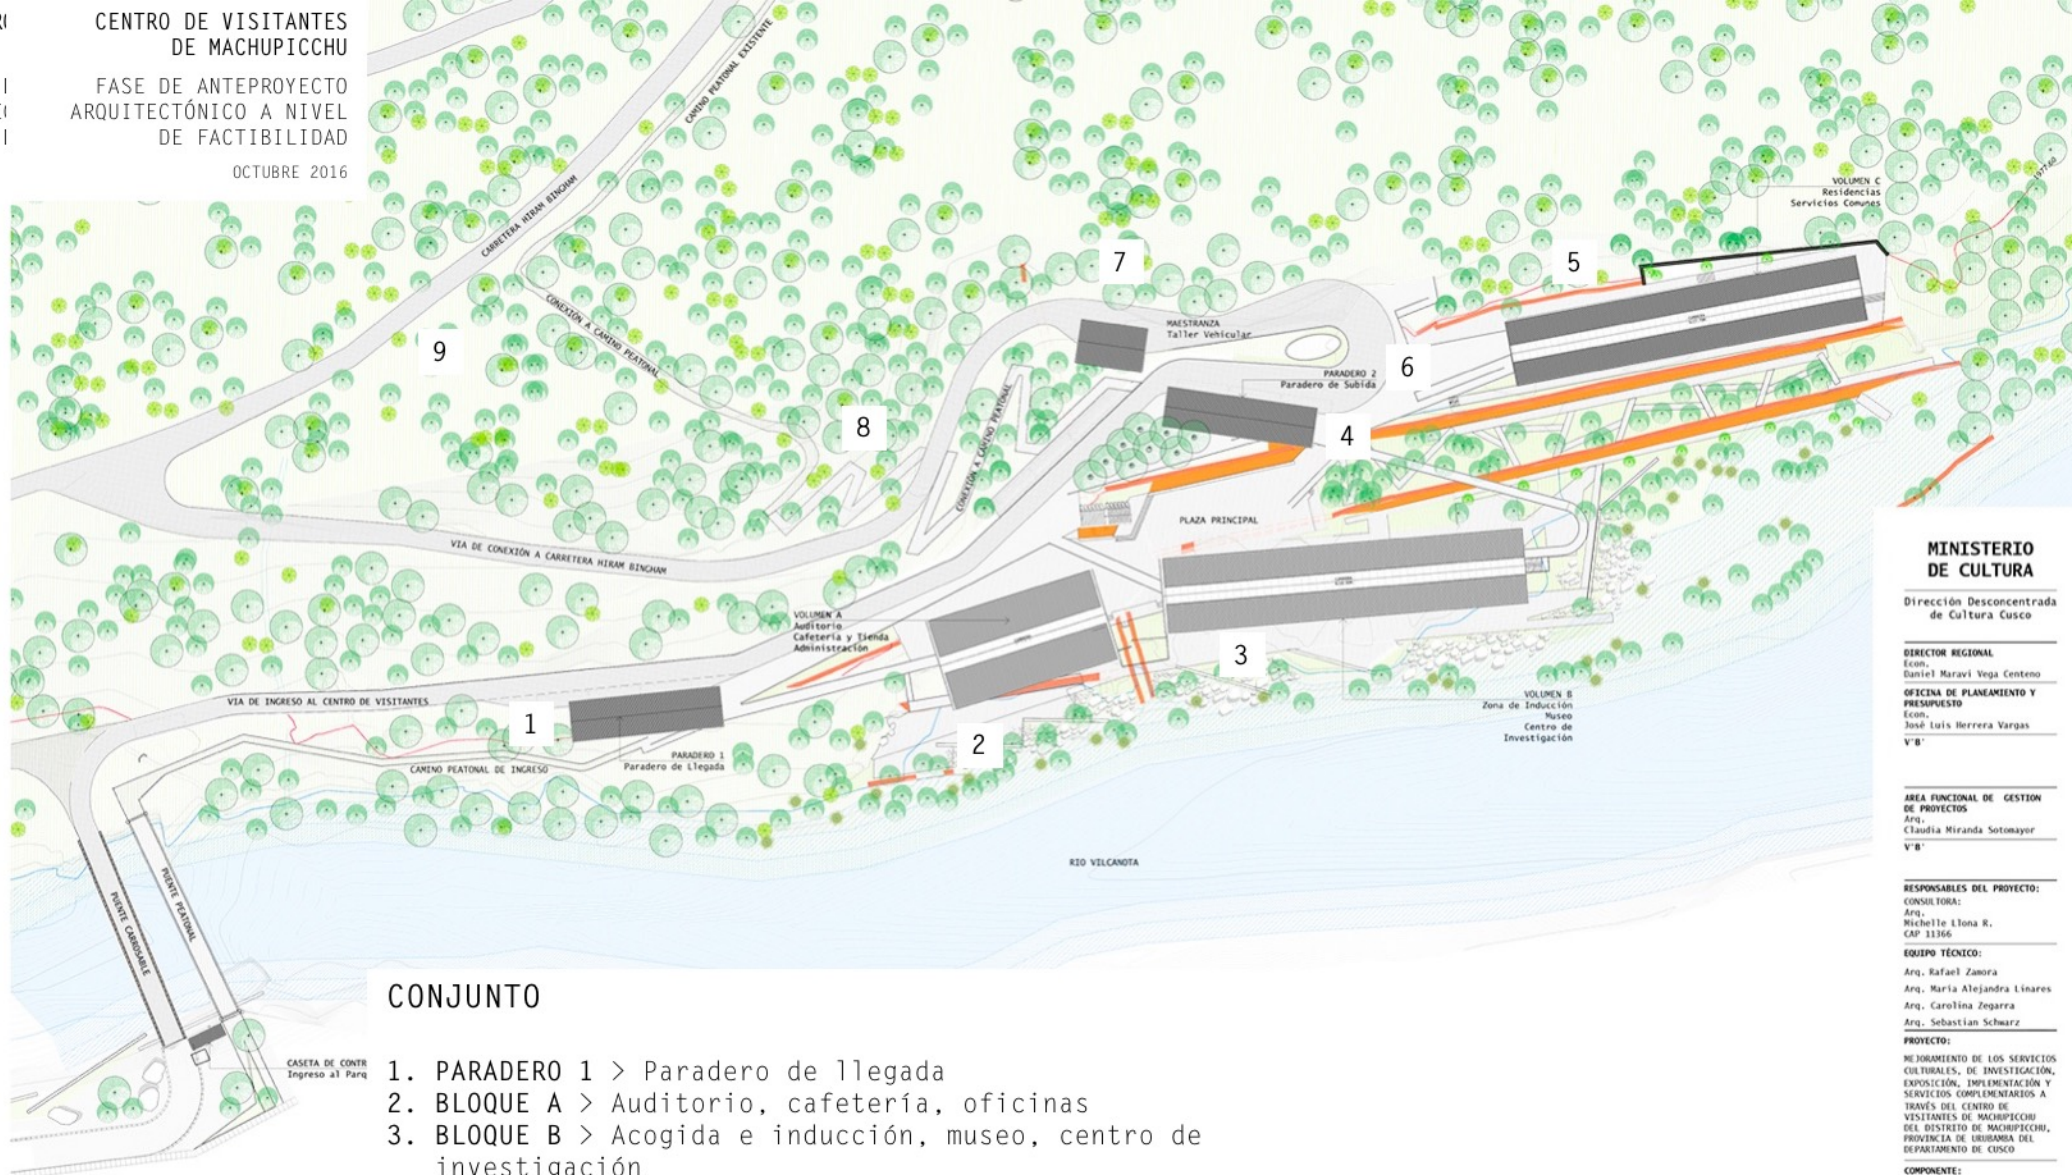 CENTRO DE VISITANTES
DE MACHUPICCHU
FASE DE ANTEPROYECTO
ARQUITECTÓNICO A NIVEL
DE FACTIBILIDAD
OCTUBRE 2016
CAMINO PEATONAL EXISTENTE
CARRETERA HIRAM BINGHAM
CONEXIÓN A CAMINO PEATONAL
VOLUMEN C
Residencias
Servicios Comunes
5
7
9
MAESTRANZA
Taller Vehicular
6
PARADERO 2
Paradero de Subida
8
4
CONEXIÓN A CAMINO PEATONAL
PLAZA PRINCIPAL
VIA DE CONEXIÓN A CARRETERA HIRAM BINGHAM
VOLUMEN A
Auditorio
Cafetería y Tienda
Administración
3
VIA DE INGRESO AL CENTRO DE VISITANTES
1
2
VOLUMEN B
Zona de Inducción
Museo
Centro de
Investigación
PARADERO 1
Paradero de Llegada
CAMINO PEATONAL DE INGRESO
RIO VILCANOTA
PUENTE PEATONAL
PUENTE CARROSABLE
CASETA DE CONTR
Ingreso al Parq
CONJUNTO
1. PARADERO 1 > Paradero de llegada
2. BLOQUE A > Auditorio, cafetería, oficinas
3. BLOQUE B > Acogida e inducción, museo, centro de
investigación
MINISTERIO
DE CULTURA
Dirección Desconcentrada
de Cultura Cusco
DIRECTOR REGIONAL
Econ.
Daniel Maravi Vega Centeno
OFICINA DE PLANEAMIENTO Y
PRESUPUESTO
Econ.
José Luis Herrera Vargas
V°B°
AREA FUNCIONAL DE GESTION
DE PROYECTOS
Arq.
Claudia Miranda Sotomayor
V°B°
RESPONSABLES DEL PROYECTO:
CONSULTORA:
Arq.
Michelle Llona R.
CAP 11366
EQUIPO TÉCNICO:
Arq. Rafael Zamora
Arq. Maria Alejandra Linares
Arq. Carolina Zegarra
Arq. Sebastian Schwarz
PROYECTO:
MEJORAMIENTO DE LOS SERVICIOS
CULTURALES, DE INVESTIGACIÓN,
EXPOSICIÓN, IMPLEMENTACIÓN Y
SERVICIOS COMPLEMENTARIOS A
TRAVÉS DEL CENTRO DE
VISITANTES DE MACHUPICCHU
DEL DISTRITO DE MACHUPICCHU,
PROVINCIA DE URUBAMBA DEL
DEPARTAMENTO DE CUSCO
COMPONENTE: